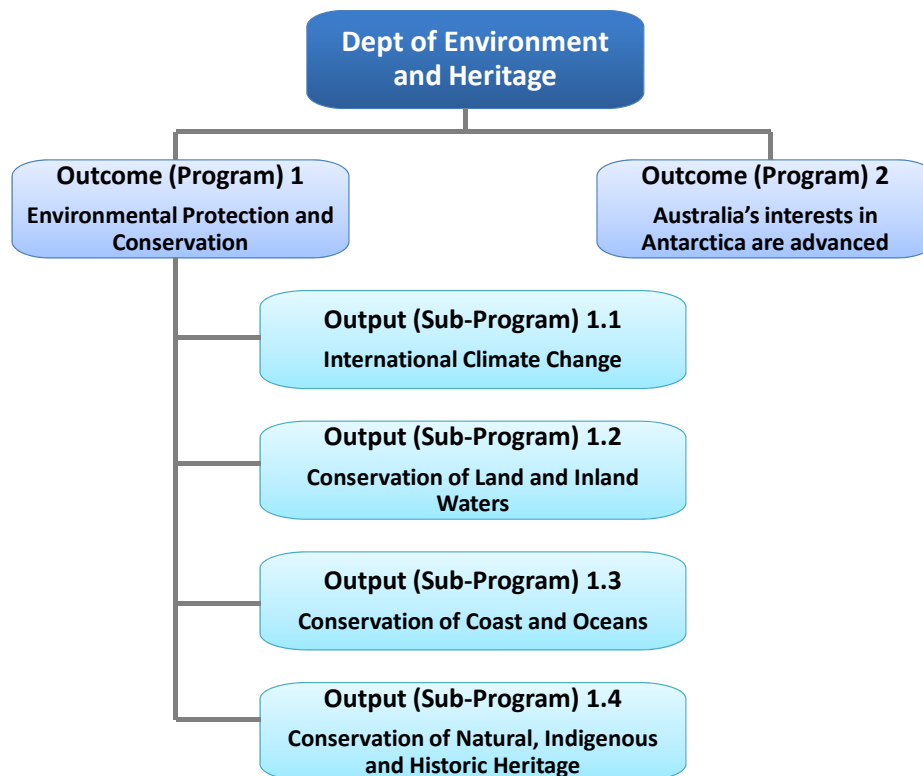 Dept of Environment
and Heritage
Outcome (Program) 1
Environmental Protection and
Conservation
Outcome (Program) 2
Australia’s interests in
Antarctica are advanced
Output (Sub-Program) 1.1
International Climate Change
Output (Sub-Program) 1.2
Conservation of Land and Inland
Waters
Output (Sub-Program) 1.3
Conservation of Coast and Oceans
Output (Sub-Program) 1.4
Conservation of Natural, Indigenous
and Historic Heritage